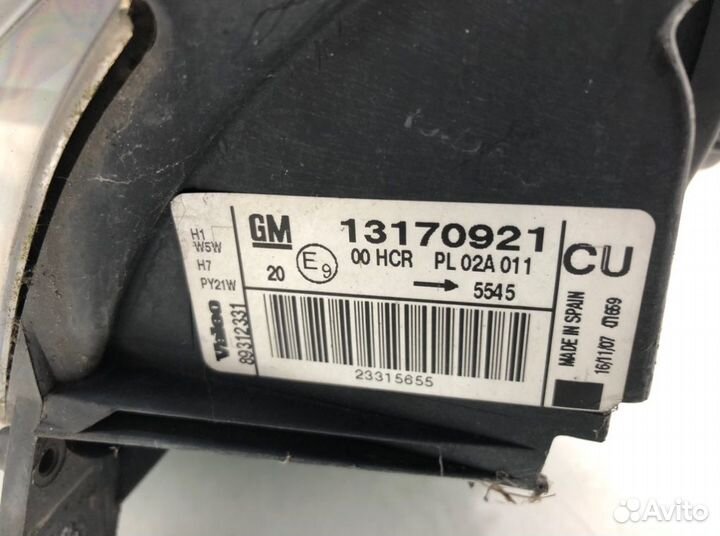 H1
W5W
H7
PY21W
Valeo
89312331
GM 13170921
20 E9 00 HCR PL 02A 011
→ 5545
23315655
CU
MADE IN SPAIN
16/11/07 01659
Avito